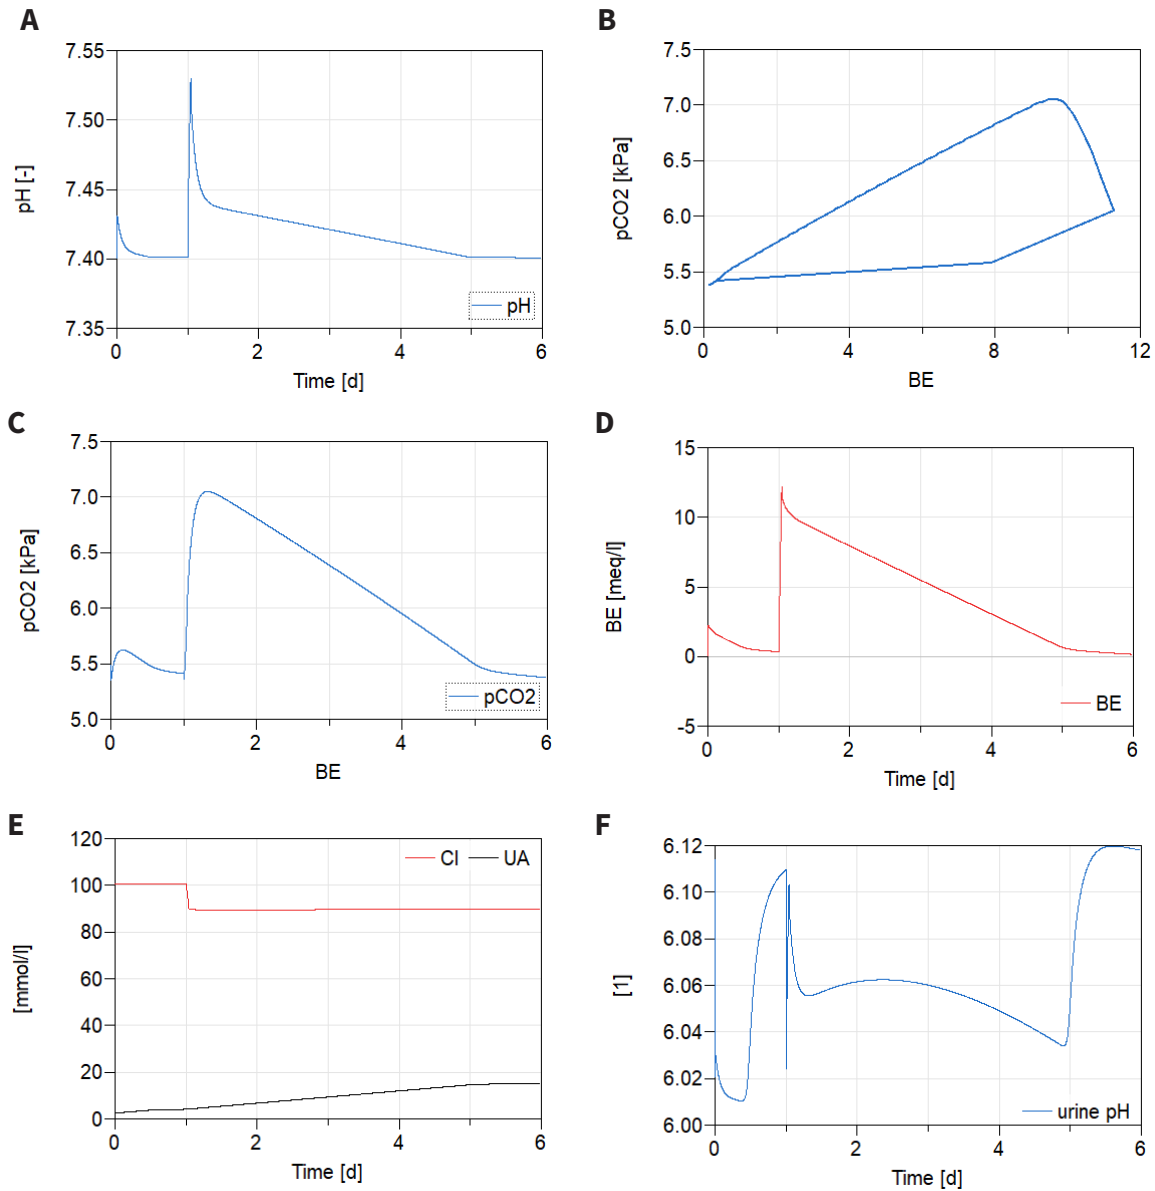 A
7.55
7.50
7.45
7.40
7.35
pH [-]
pH
0 2 4 6
Time [d]
B
7.5
7.0
6.5
6.0
5.5
5.0
pCO2 [kPa]
0 4 8 12
BE
C
7.5
7.0
6.5
6.0
5.5
5.0
pCO2 [kPa]
pCO2
0 2 4 6
BE
D
15
10
5
0
-5
BE [meq/l]
BE
0 2 4 6
Time [d]
E
120
100
80
60
40
20
0
[mmol/l]
Cl UA
0 2 4 6
Time [d]
F
6.12
6.10
6.08
6.06
6.04
6.02
6.00
[1]
urine pH
0 2 4 6
Time [d]